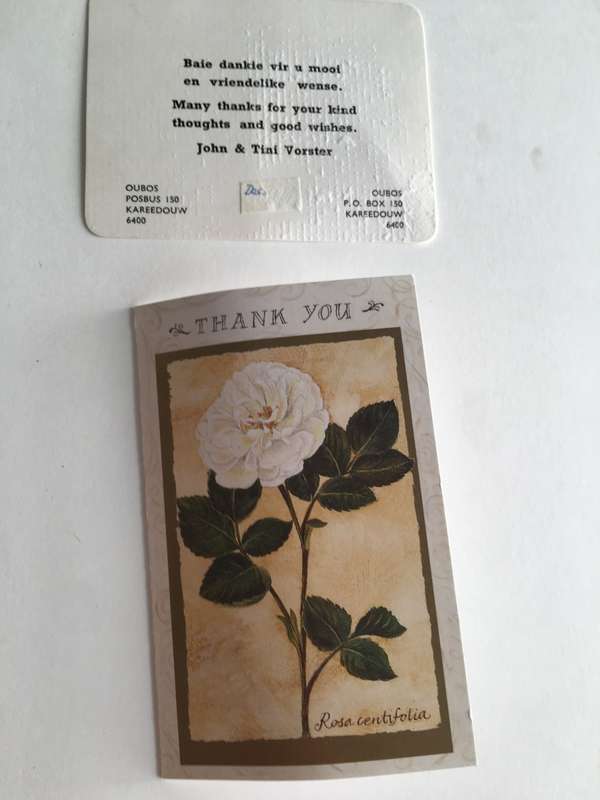 Baie dankie vir u mooi
en vriendelike wense.
Many thanks for your kind
thoughts and good wishes.
John & Tini Vorster
OUBOS
POSBUS 150
KAREEDOUW
6400
OUBOS
P.O. BOX 150
KAREEDOUW
6400
THANK YOU
Rosa centifolia